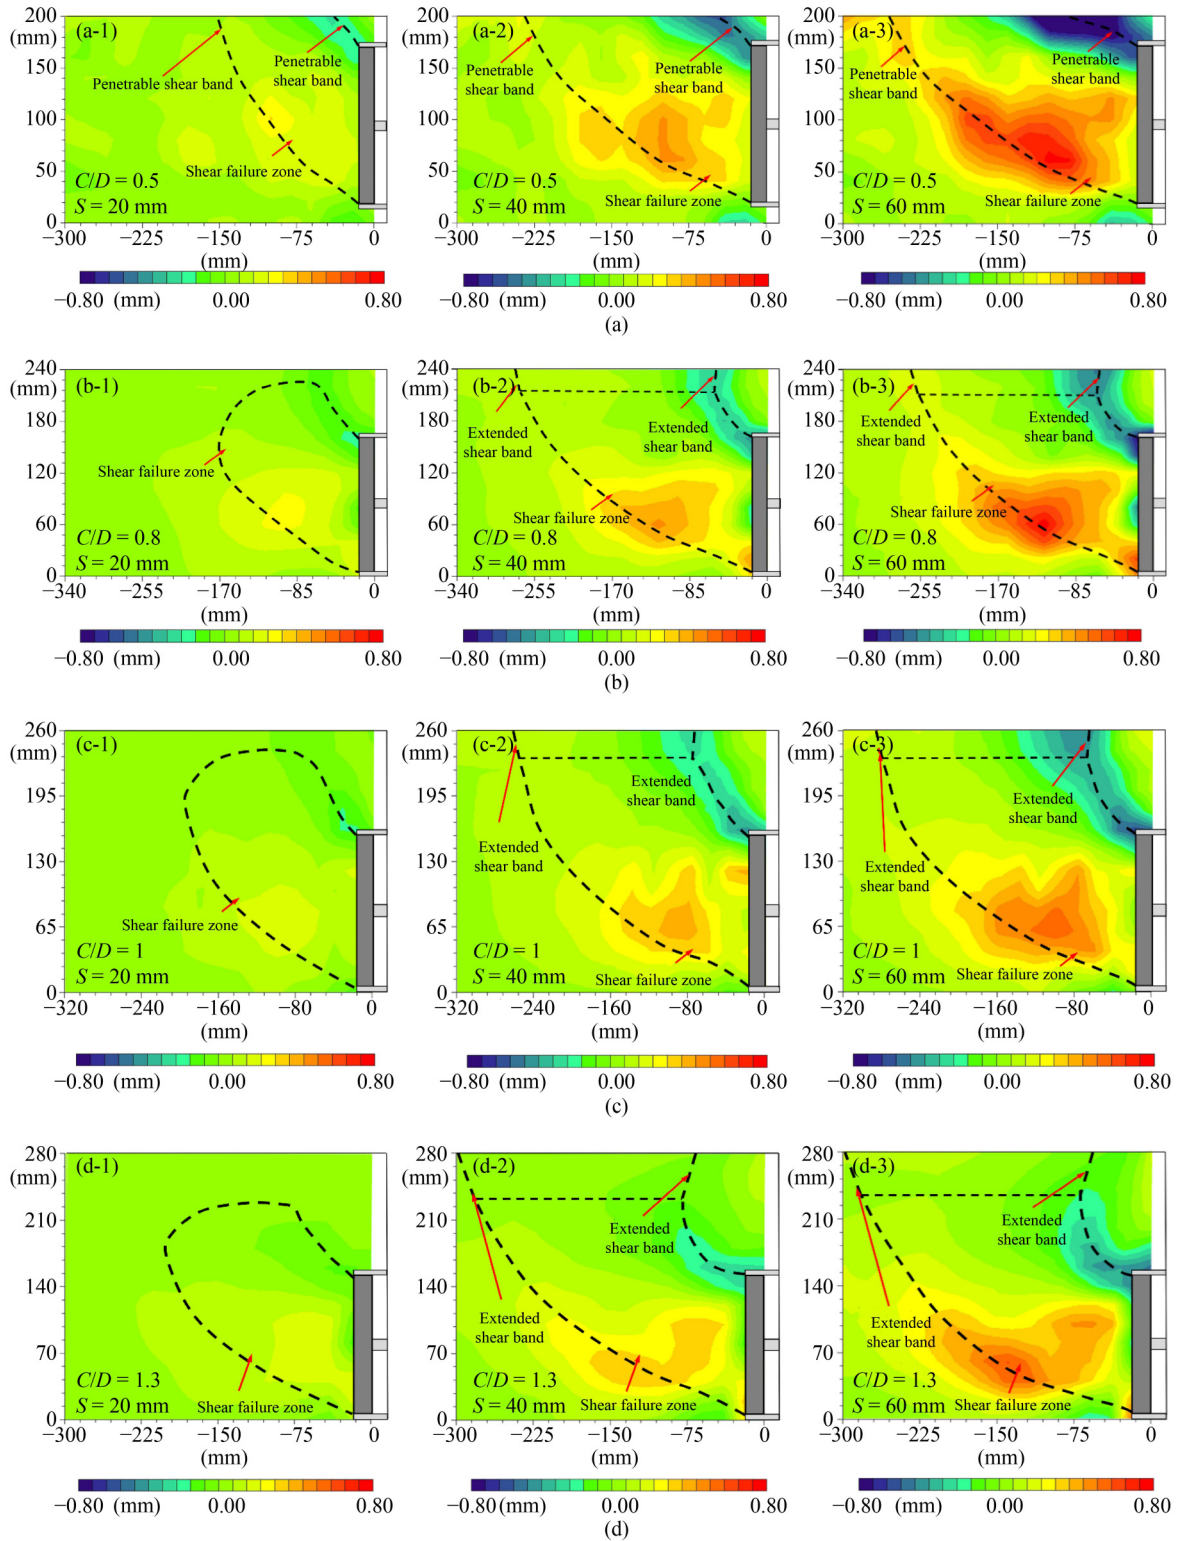 200
(mm)
150
100
50
0
(a-1)
Penetrable shear band
Penetrable
shear band
Shear failure zone
C/D = 0.5
S = 20 mm
−300 −225 −150 −75 0
(mm)
−0.80 (mm) 0.00 0.80
200
(mm)
150
100
50
0
(a-2)
Penetrable
shear band
Penetrable
shear band
Shear failure zone
C/D = 0.5
S = 40 mm
−300 −225 −150 −75 0
(mm)
−0.80 (mm) 0.00 0.80
200
(mm)
150
100
50
0
(a-3)
Penetrable
shear band
Penetrable
shear band
Shear failure zone
C/D = 0.5
S = 60 mm
−300 −225 −150 −75 0
(mm)
−0.80 (mm) 0.00 0.80
(a)
240
(mm)
180
120
60
0
(b-1)
Shear failure zone
C/D = 0.8
S = 20 mm
−340 −255 −170 −85 0
(mm)
−0.80 (mm) 0.00 0.80
240
(mm)
180
120
60
0
(b-2)
Extended
shear band
Extended
shear band
Shear failure zone
C/D = 0.8
S = 40 mm
−340 −255 −170 −85 0
(mm)
−0.80 (mm) 0.00 0.80
240
(mm)
180
120
60
0
(b-3)
Extended
shear band
Extended
shear band
Shear failure zone
C/D = 0.8
S = 60 mm
−340 −255 −170 −85 0
(mm)
−0.80 (mm) 0.00 0.80
(b)
260
(mm)
195
130
65
0
(c-1)
Shear failure zone
C/D = 1
S = 20 mm
−320 −240 −160 −80 0
(mm)
−0.80 (mm) 0.00 0.80
260
(mm)
195
130
65
0
(c-2)
Extended
shear band
Extended
shear band
Shear failure zone
C/D = 1
S = 40 mm
−320 −240 −160 −80 0
(mm)
−0.80 (mm) 0.00 0.80
260
(mm)
195
130
65
0
(c-3)
Extended
shear band
Extended
shear band
Shear failure zone
C/D = 1
S = 60 mm
−320 −240 −160 −80 0
(mm)
−0.80 (mm) 0.00 0.80
(c)
280
(mm)
210
140
70
0
(d-1)
Shear failure zone
C/D = 1.3
S = 20 mm
−300 −225 −150 −75 0
(mm)
−0.80 (mm) 0.00 0.80
280
(mm)
210
140
70
0
(d-2)
Extended
shear band
Extended
shear band
Shear failure zone
C/D = 1.3
S = 40 mm
−300 −225 −150 −75 0
(mm)
−0.80(mm) 0.00 0.80
280
(mm)
210
140
70
0
(d-3)
Extended
shear band
Extended
shear band
Shear failure zone
C/D = 1.3
S = 60 mm
−300 −225 −150 −75 0
(mm)
−0.80 (mm) 0.00 0.80
(d)